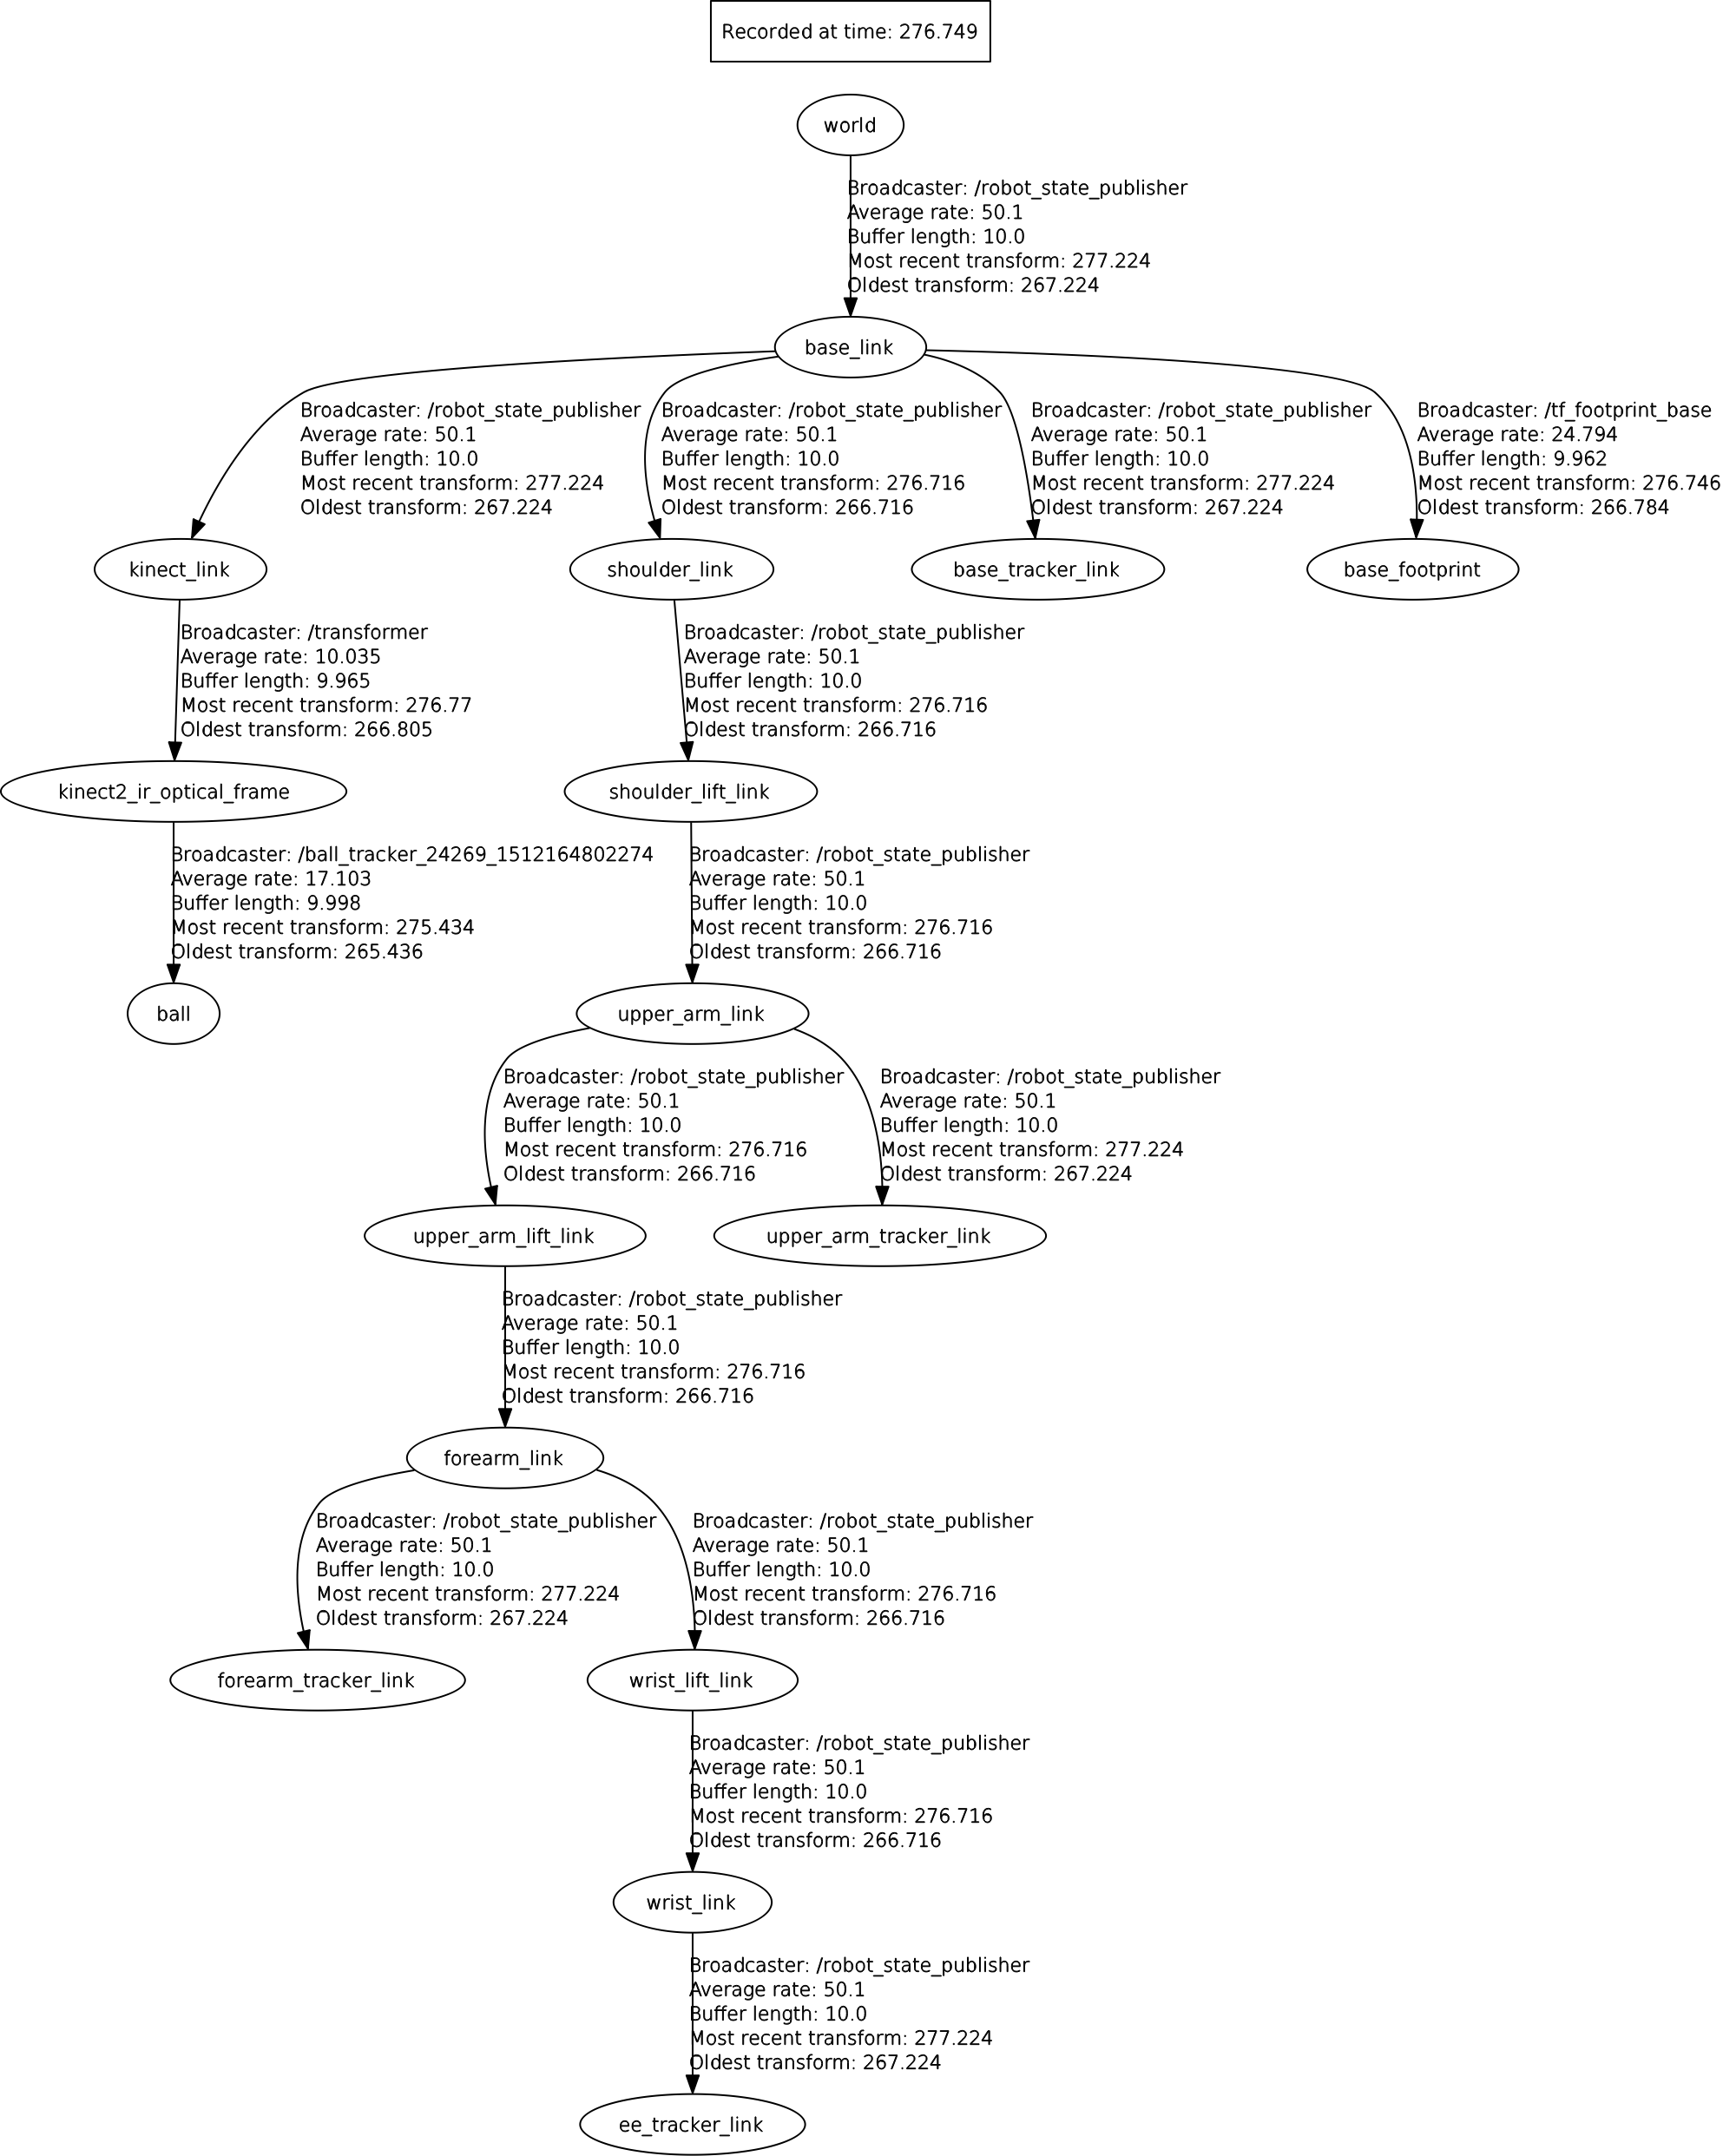 Recorded at time: 276.749
world
Broadcaster: /robot_state_publisher
Average rate: 50.1
Buffer length: 10.0
Most recent transform: 277.224
Oldest transform: 267.224
base_link
Broadcaster: /robot_state_publisher
Average rate: 50.1
Buffer length: 10.0
Most recent transform: 277.224
Oldest transform: 267.224
Broadcaster: /robot_state_publisher
Average rate: 50.1
Buffer length: 10.0
Most recent transform: 276.716
Oldest transform: 266.716
Broadcaster: /robot_state_publisher
Average rate: 50.1
Buffer length: 10.0
Most recent transform: 277.224
Oldest transform: 267.224
Broadcaster: /tf_footprint_base
Average rate: 24.794
Buffer length: 9.962
Most recent transform: 276.746
Oldest transform: 266.784
kinect_link
shoulder_link
base_tracker_link
base_footprint
Broadcaster: /transformer
Average rate: 10.035
Buffer length: 9.965
Most recent transform: 276.77
Oldest transform: 266.805
Broadcaster: /robot_state_publisher
Average rate: 50.1
Buffer length: 10.0
Most recent transform: 276.716
Oldest transform: 266.716
kinect2_ir_optical_frame
shoulder_lift_link
Broadcaster: /ball_tracker_24269_1512164802274
Average rate: 17.103
Buffer length: 9.998
Most recent transform: 275.434
Oldest transform: 265.436
Broadcaster: /robot_state_publisher
Average rate: 50.1
Buffer length: 10.0
Most recent transform: 276.716
Oldest transform: 266.716
ball
upper_arm_link
Broadcaster: /robot_state_publisher
Average rate: 50.1
Buffer length: 10.0
Most recent transform: 276.716
Oldest transform: 266.716
Broadcaster: /robot_state_publisher
Average rate: 50.1
Buffer length: 10.0
Most recent transform: 277.224
Oldest transform: 267.224
upper_arm_lift_link
upper_arm_tracker_link
Broadcaster: /robot_state_publisher
Average rate: 50.1
Buffer length: 10.0
Most recent transform: 276.716
Oldest transform: 266.716
forearm_link
Broadcaster: /robot_state_publisher
Average rate: 50.1
Buffer length: 10.0
Most recent transform: 277.224
Oldest transform: 267.224
Broadcaster: /robot_state_publisher
Average rate: 50.1
Buffer length: 10.0
Most recent transform: 276.716
Oldest transform: 266.716
forearm_tracker_link
wrist_lift_link
Broadcaster: /robot_state_publisher
Average rate: 50.1
Buffer length: 10.0
Most recent transform: 276.716
Oldest transform: 266.716
wrist_link
Broadcaster: /robot_state_publisher
Average rate: 50.1
Buffer length: 10.0
Most recent transform: 277.224
Oldest transform: 267.224
ee_tracker_link